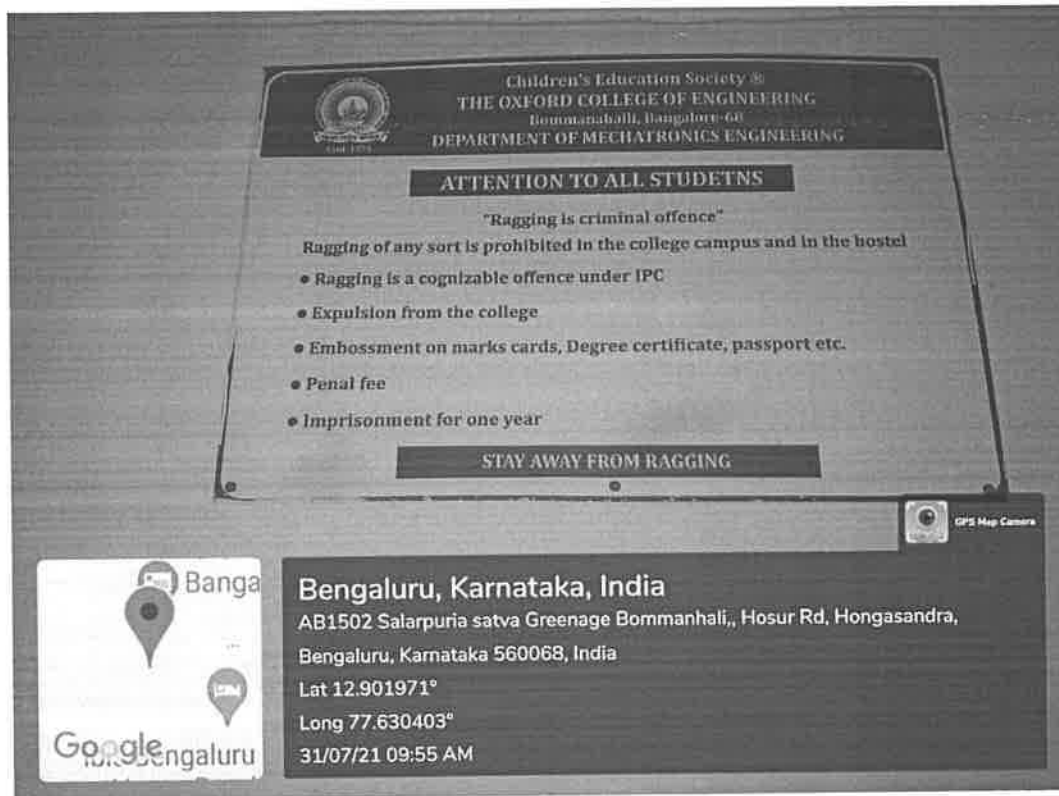 Children's Education Society ®
THE OXFORD COLLEGE OF ENGINEERING
Bommanahalli, Bangalore-68
DEPARTMENT OF MECHATRONICS ENGINEERING
ATTENTION TO ALL STUDETNS
"Ragging is criminal offence"
Ragging of any sort is prohibited in the college campus and in the hostel
● Ragging is a cognizable offence under IPC
● Expulsion from the college
● Embossment on marks cards, Degree certificate, passport etc.
● Penal fee
● Imprisonment for one year
STAY AWAY FROM RAGGING
GPS Map Camera
Banga
Google
Bengaluru
Bengaluru, Karnataka, India
AB1502 Salarpuria satva Greenage Bommanhali,, Hosur Rd, Hongasandra,
Bengaluru, Karnataka 560068, India
Lat 12.901971°
Long 77.630403°
31/07/21 09:55 AM